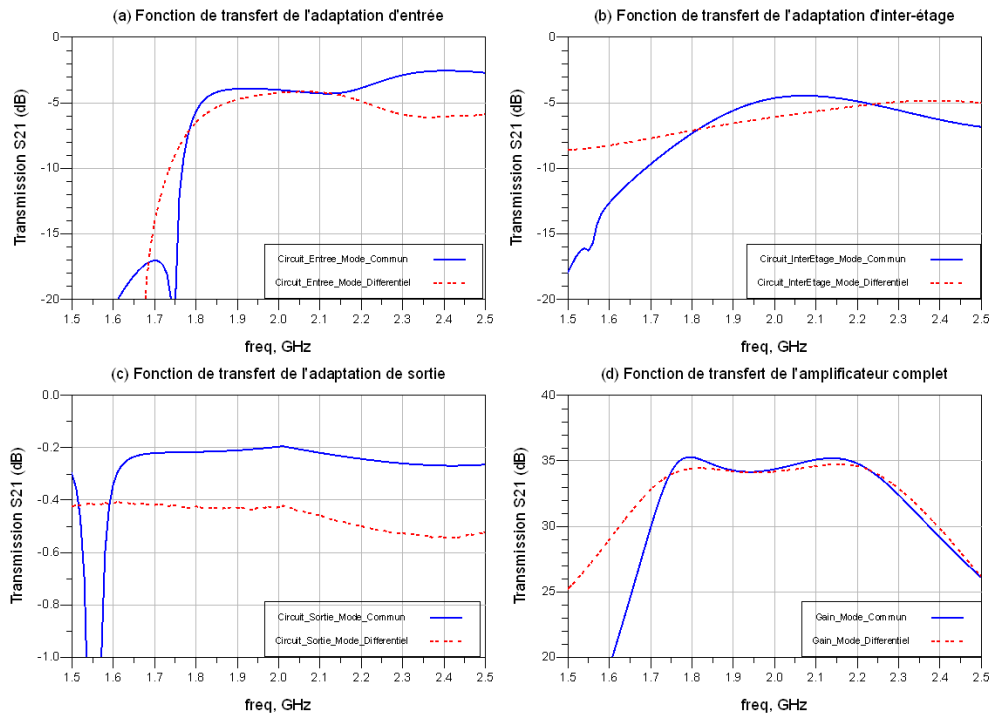 (a) Fonction de transfert de l'adaptation d'entrée
Transmission S21 (dB)
0
-5
-10
-15
-20
Circuit_Entree_Mode_Commun
Circuit_Entree_Mode_Differentiel
1.5 1.6 1.7 1.8 1.9 2.0 2.1 2.2 2.3 2.4 2.5
freq, GHz
(b) Fonction de transfert de l'adaptation d'inter-étage
Transmission S21 (dB)
0
-5
-10
-15
-20
Circuit_InterEtage_Mode_Commun
Circuit_InterEtage_Mode_Differentiel
1.5 1.6 1.7 1.8 1.9 2.0 2.1 2.2 2.3 2.4 2.5
freq, GHz
(c) Fonction de transfert de l'adaptation de sortie
Transmission S21 (dB)
0.0
-0.2
-0.4
-0.6
-0.8
-1.0
Circuit_Sortie_Mode_Commun
Circuit_Sortie_Mode_Differentiel
1.5 1.6 1.7 1.8 1.9 2.0 2.1 2.2 2.3 2.4 2.5
freq, GHz
(d) Fonction de transfert de l'amplificateur complet
Transmission S21 (dB)
40
35
30
25
20
Gain_Mode_Commun
Gain_Mode_Differentiel
1.5 1.6 1.7 1.8 1.9 2.0 2.1 2.2 2.3 2.4 2.5
freq, GHz